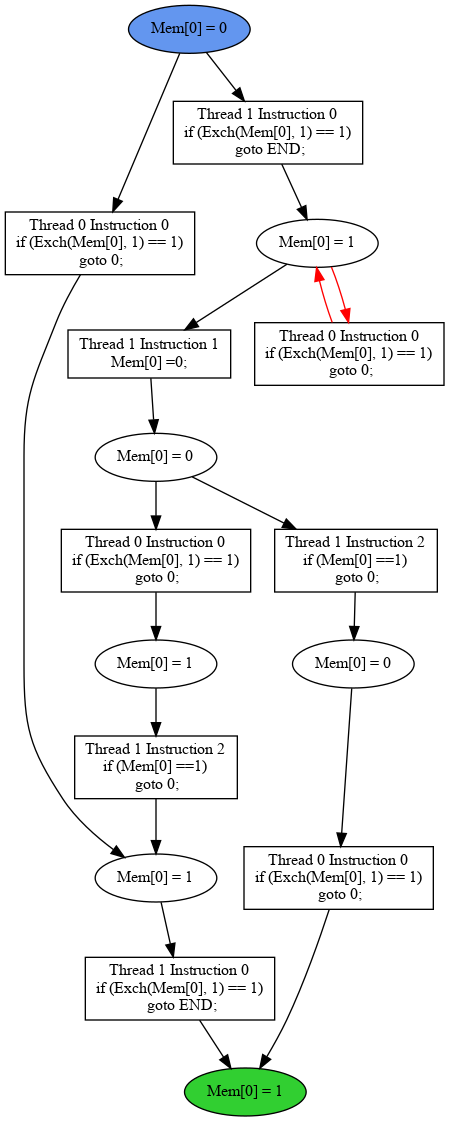 Mem[0] = 0
Thread 1 Instruction 0
if (Exch(Mem[0], 1) == 1)
goto END;
Thread 0 Instruction 0
if (Exch(Mem[0], 1) == 1)
goto 0;
Mem[0] = 1
Thread 1 Instruction 1
Mem[0] =0;
Thread 0 Instruction 0
if (Exch(Mem[0], 1) == 1)
goto 0;
Mem[0] = 0
Thread 0 Instruction 0
if (Exch(Mem[0], 1) == 1)
goto 0;
Thread 1 Instruction 2
if (Mem[0] ==1)
goto 0;
Mem[0] = 1
Mem[0] = 0
Thread 1 Instruction 2
if (Mem[0] ==1)
goto 0;
Mem[0] = 1
Thread 0 Instruction 0
if (Exch(Mem[0], 1) == 1)
goto 0;
Thread 1 Instruction 0
if (Exch(Mem[0], 1) == 1)
goto END;
Mem[0] = 1